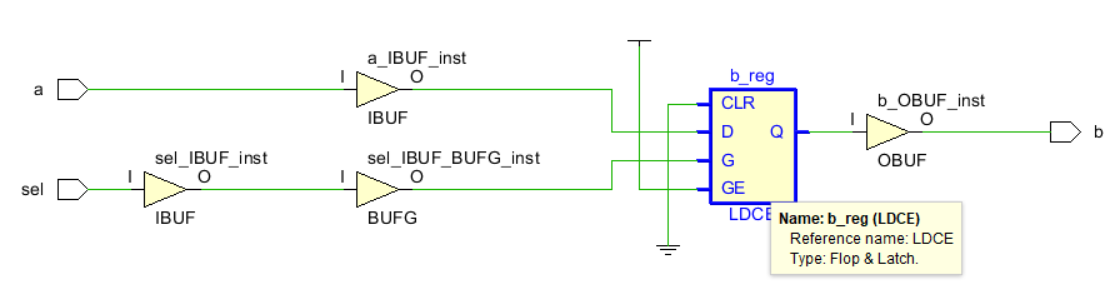 a_IBUF_inst
a
I
O
IBUF
b_reg
CLR
D
Q
G
GE
LDCE
b_OBUF_inst
I
O
OBUF
b
sel_IBUF_inst
sel
I
O
IBUF
sel_IBUF_BUFG_inst
I
O
BUFG
Name: b_reg (LDCE)
Reference name: LDCE
Type: Flop & Latch.